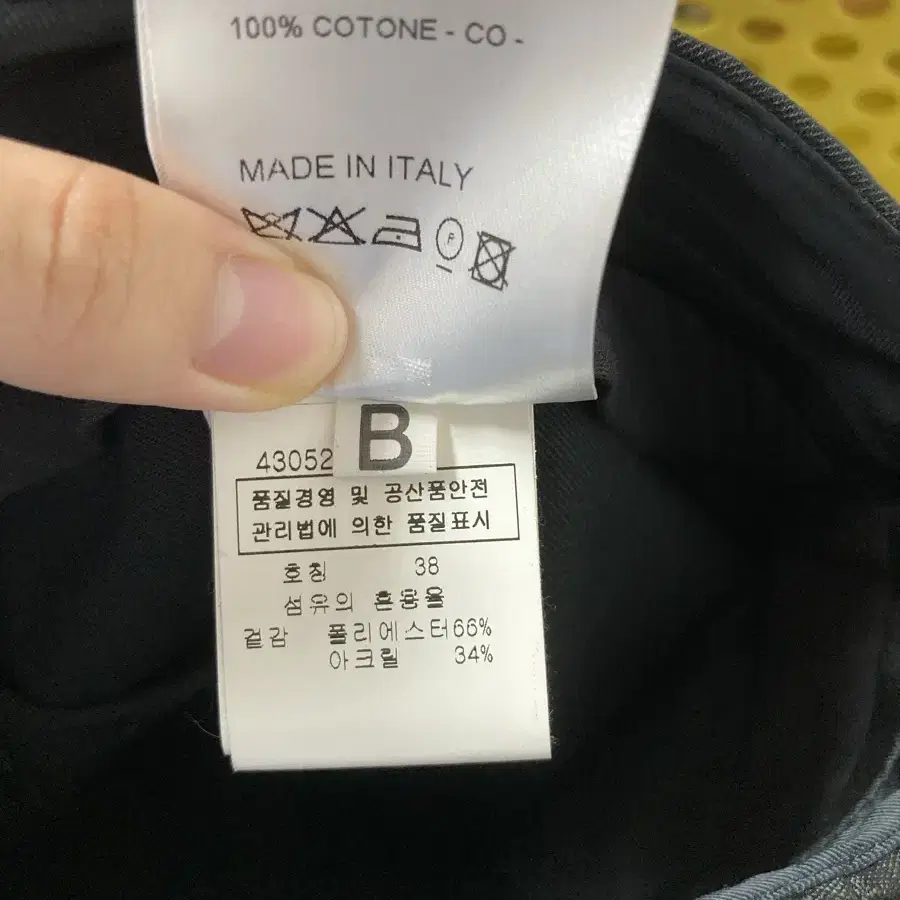 100% COTONE - CO -
MADE IN ITALY
P
B
43052
품질경영 및 공산품안전
관리법에 의한 품질표시
호칭 38
섬유의 혼용율
겉감 폴리에스터 66%
아크릴 34%